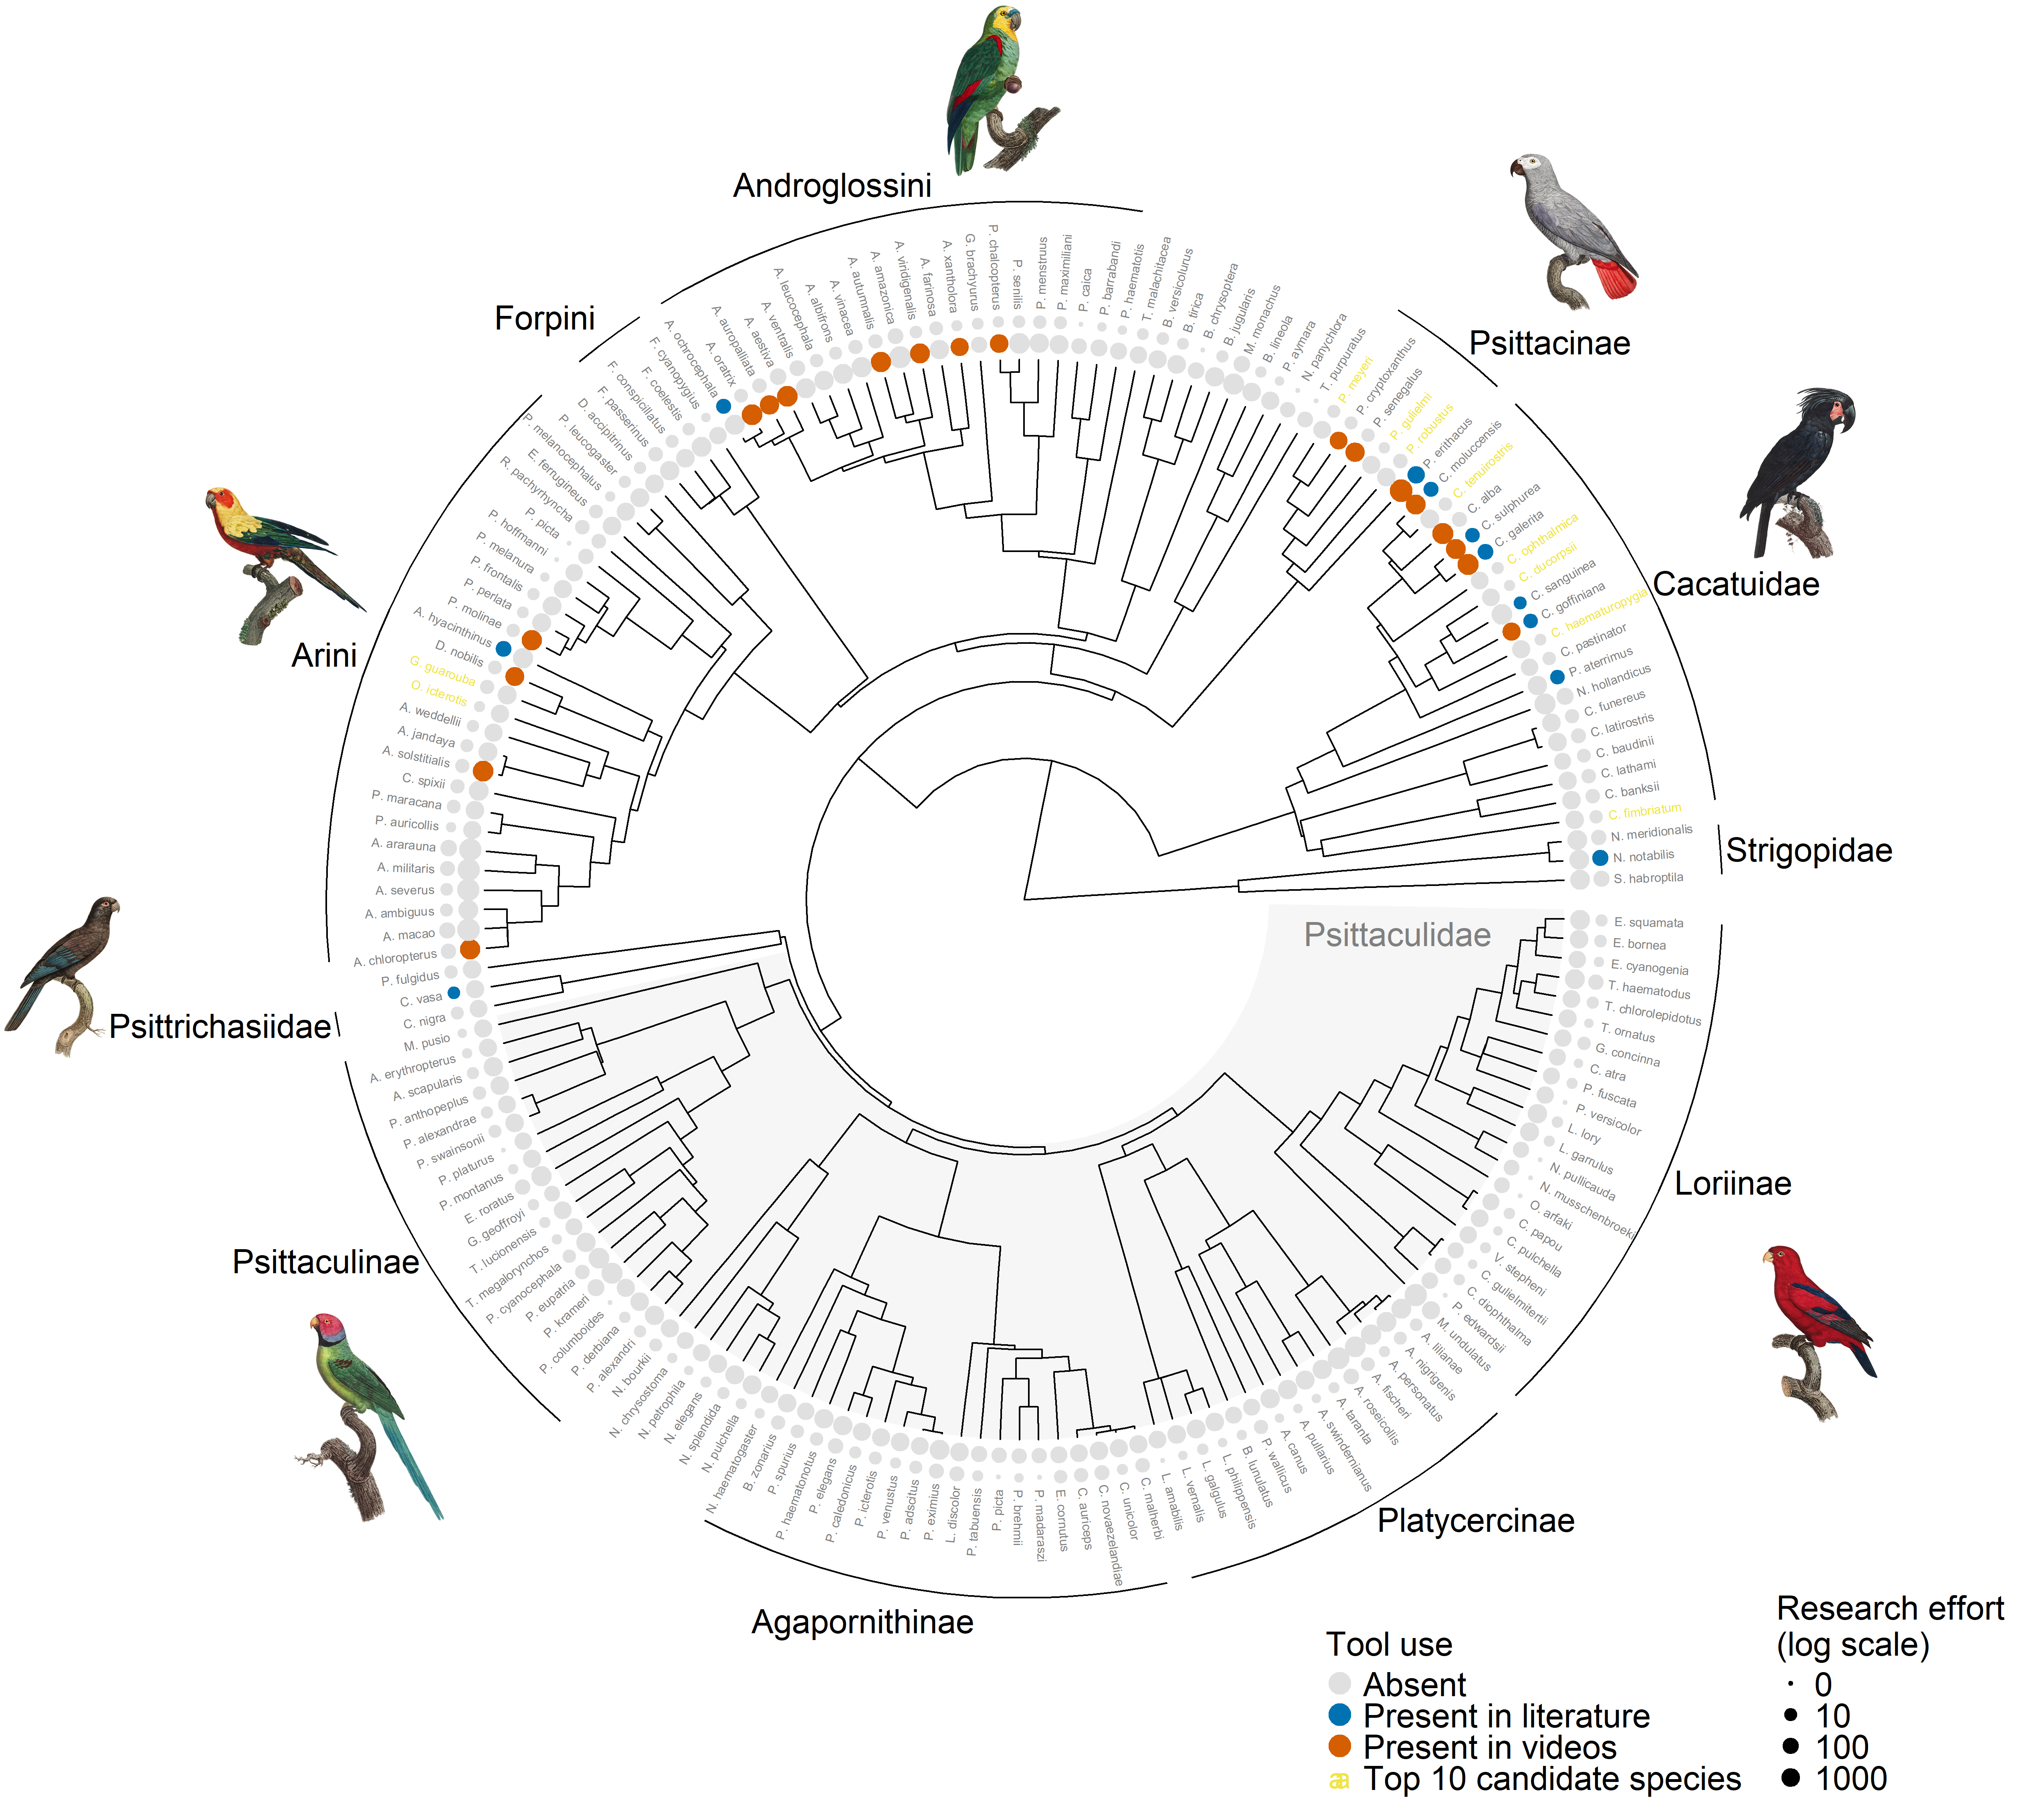 Androglossini
Psittacinae
Cacatuidae
Strigopidae
Psittaculidae
Loriinae
Platycercinae
Agapornithinae
Psittaculinae
Psittrichasiidae
Arini
Forpini
P. erithacus
C. moluccensis
C. tenuirostris
C. alba
C. sulphurea
C. galerita
C. ophthalmica
C. ducorpsii
C. sanguinea
C. goffiniana
C. haematuropygia
C. pastinator
P. aterrimus
N. hollandicus
C. funereus
C. latirostris
C. baudinii
C. lathami
C. banksii
C. fimbriatum
N. meridionalis
N. notabilis
S. habroptila
E. squamata
E. bornea
E. cyanogenia
T. haematodus
T. chlorolepidotus
T. ornatus
G. concinna
C. atra
P. fuscata
P. versicolor
L. lory
L. garrulus
N. pullicauda
N. musschenbroeki
O. arfaki
C. papou
C. pulchella
V. stepheni
C. gulielmitertii
C. diophthalma
P. edwardsii
M. undulatus
A. lilianae
A. nigrigenis
A. personatus
A. fischeri
A. roseicollis
A. taranta
A. swindernianus
A. pullarius
A. canus
P. wallicus
B. lunulatus
L. philippensis
L. galgulus
L. vernalis
L. amabilis
C. malherbi
C. unicolor
C. novaezelandiae
C. auriceps
E. cornutus
P. madaraszi
P. brehmii
P. picta
P. tabuensis
L. discolor
P. eximius
P. adscitus
P. venustus
P. icterotis
P. caledonicus
P. elegans
P. haematonotus
P. spurius
B. zonarius
N. haematogaster
N. pulchella
N. splendida
N. elegans
N. petrophila
N. chrysostoma
N. bourkii
P. alexandri
P. derbiana
P. columboides
P. krameri
P. eupatria
P. cyanocephala
T. megalorynchos
T. lucionensis
G. geoffroyi
E. roratus
P. montanus
P. platurus
P. swainsonii
P. alexandrae
P. anthopeplus
A. scapularis
A. erythropterus
M. pusio
C. nigra
C. vasa
P. fulgidus
A. chloropterus
A. macao
A. ambiguus
A. severus
A. militaris
A. ararauna
P. auricollis
P. maracana
C. spixii
A. solstitialis
A. jandaya
A. weddellii
O. icterotis
G. guarouba
D. nobilis
A. hyacinthinus
P. molinae
P. perlata
P. frontalis
P. melanura
P. hoffmanni
P. picta
R. pachyrhyncha
E. ferrugineus
P. melanocephalus
P. leucogaster
D. accipitrinus
F. passerinus
F. conspicillatus
F. coelestis
F. cyanopygius
A. ochrocephala
A. oratrix
A. auropalliata
A. aestiva
A. ventralis
A. leucocephala
A. albifrons
A. vinacea
A. autumnalis
A. amazonica
A. viridigenalis
A. farinosa
A. xantholora
G. brachyurus
P. chalcopterus
P. senilis
P. menstruus
P. maximiliani
P. caica
P. barrabandi
P. haematotis
T. malachitacea
B. versicolurus
B. tirica
B. chrysoptera
B. jugularis
M. monachus
B. lineola
P. aymara
N. panychlora
T. purpuratus
P. meyeri
P. cryptoxanthus
P. senegalus
P. gulielmi
P. robustus
Tool use
Absent
Present in literature
Present in videos
aa Top 10 candidate species
Research effort
(log scale)
0
10
100
1000